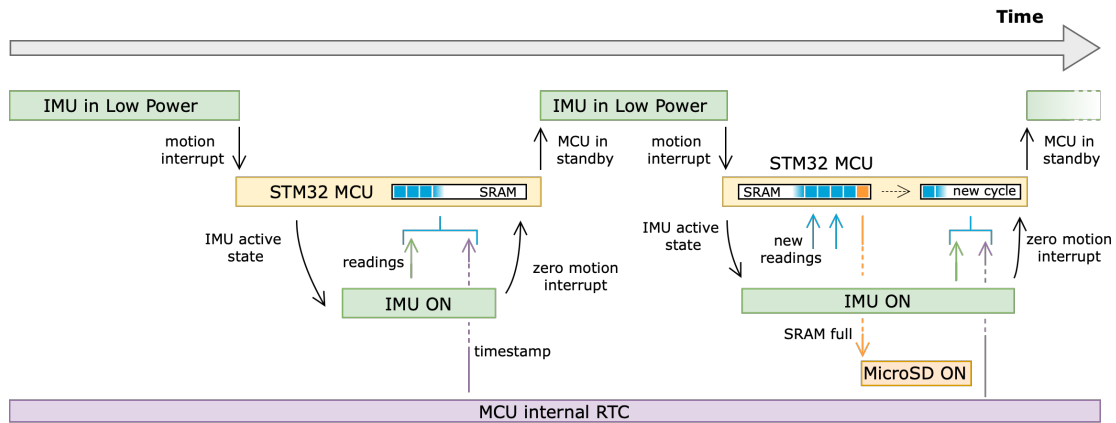 Time
IMU in Low Power
IMU in Low Power
motion
interrupt
MCU in
standby
motion
interrupt
MCU in
standby
STM32 MCU
STM32 MCU
SRAM
SRAM
new cycle
IMU active
state
readings
zero motion
interrupt
IMU active
state
new
readings
zero motion
interrupt
IMU ON
IMU ON
timestamp
SRAM full
MicroSD ON
MCU internal RTC